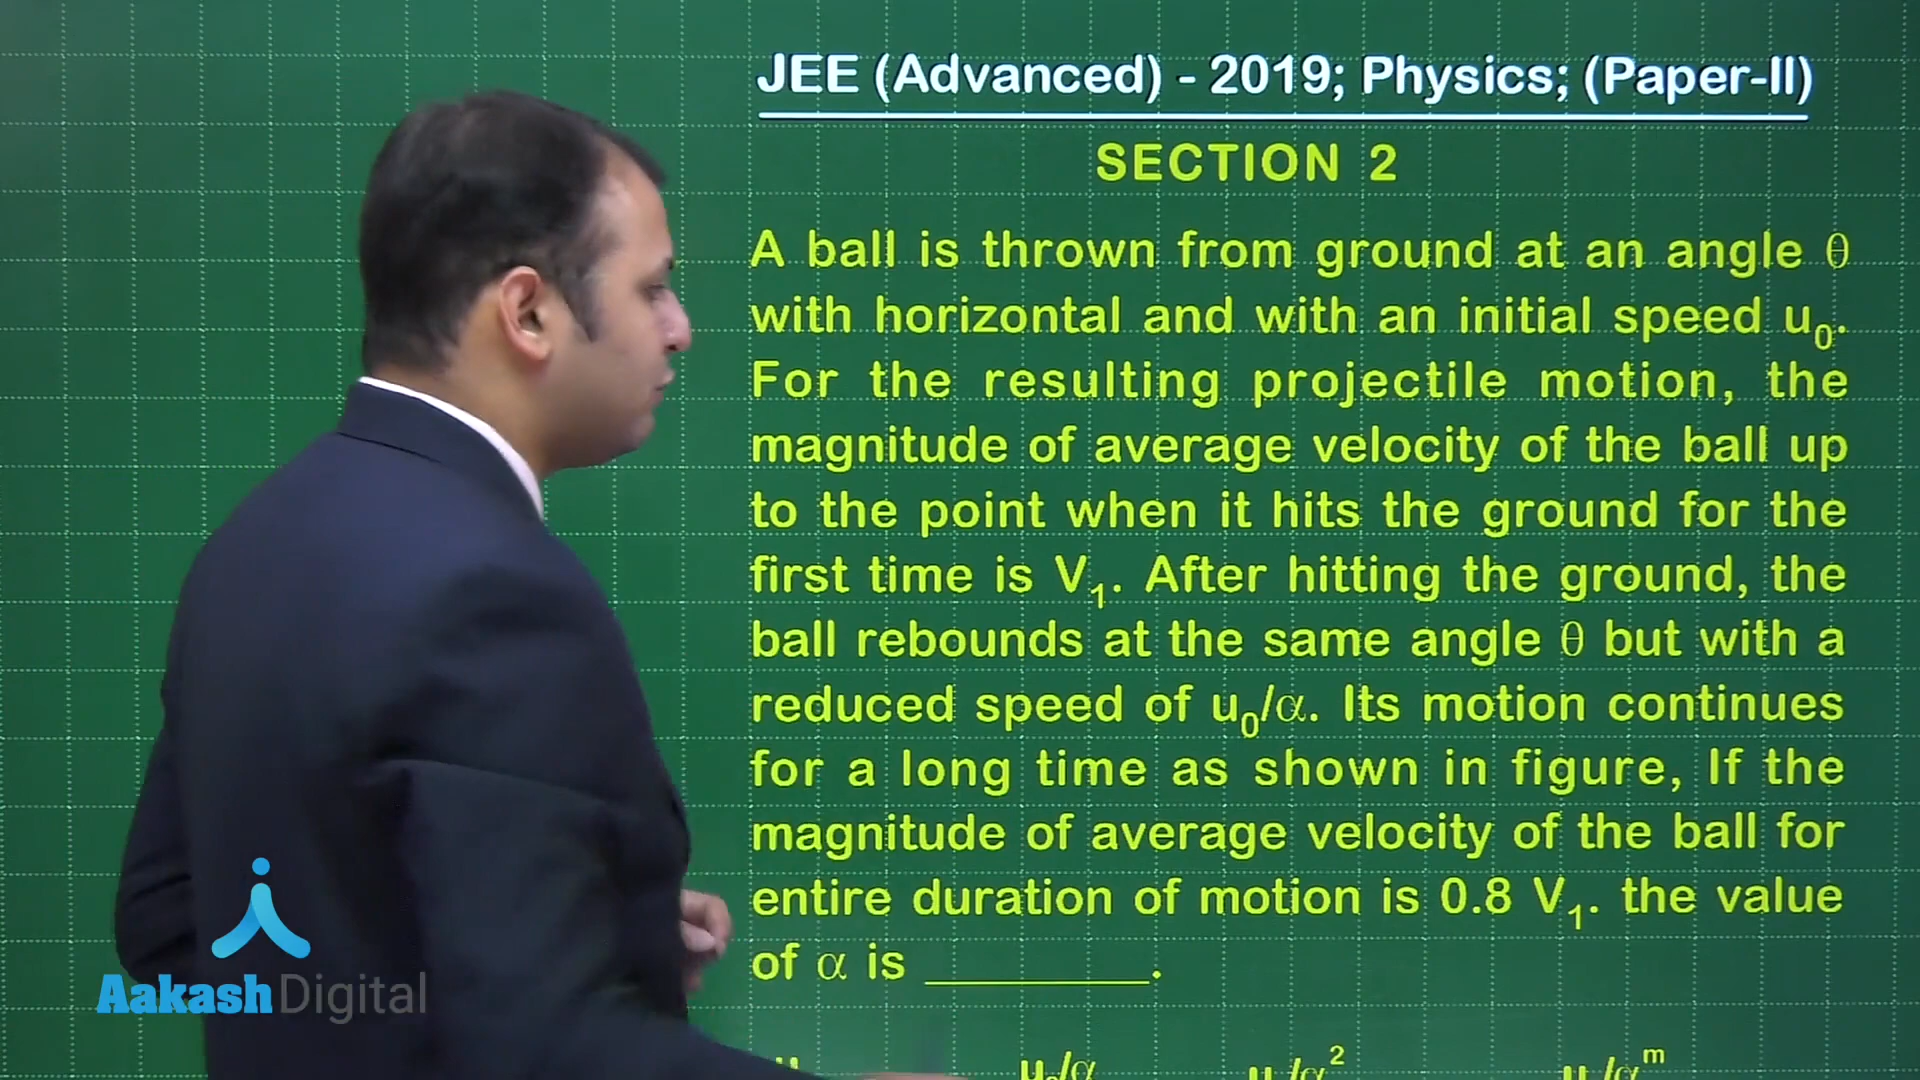 JEE (Advanced) - 2019; Physics; (Paper-II)
SECTION 2
A ball is thrown from ground at an angle θ
with horizontal and with an initial speed u₀.
For the resulting projectile motion, the
magnitude of average velocity of the ball up
to the point when it hits the ground for the
first time is V₁. After hitting the ground, the
ball rebounds at the same angle θ but with a
reduced speed of u₀/α. Its motion continues
for a long time as shown in figure, If the
magnitude of average velocity of the ball for
entire duration of motion is 0.8 V₁. the value
of α is ________.
u₀/α
Aakash Digital